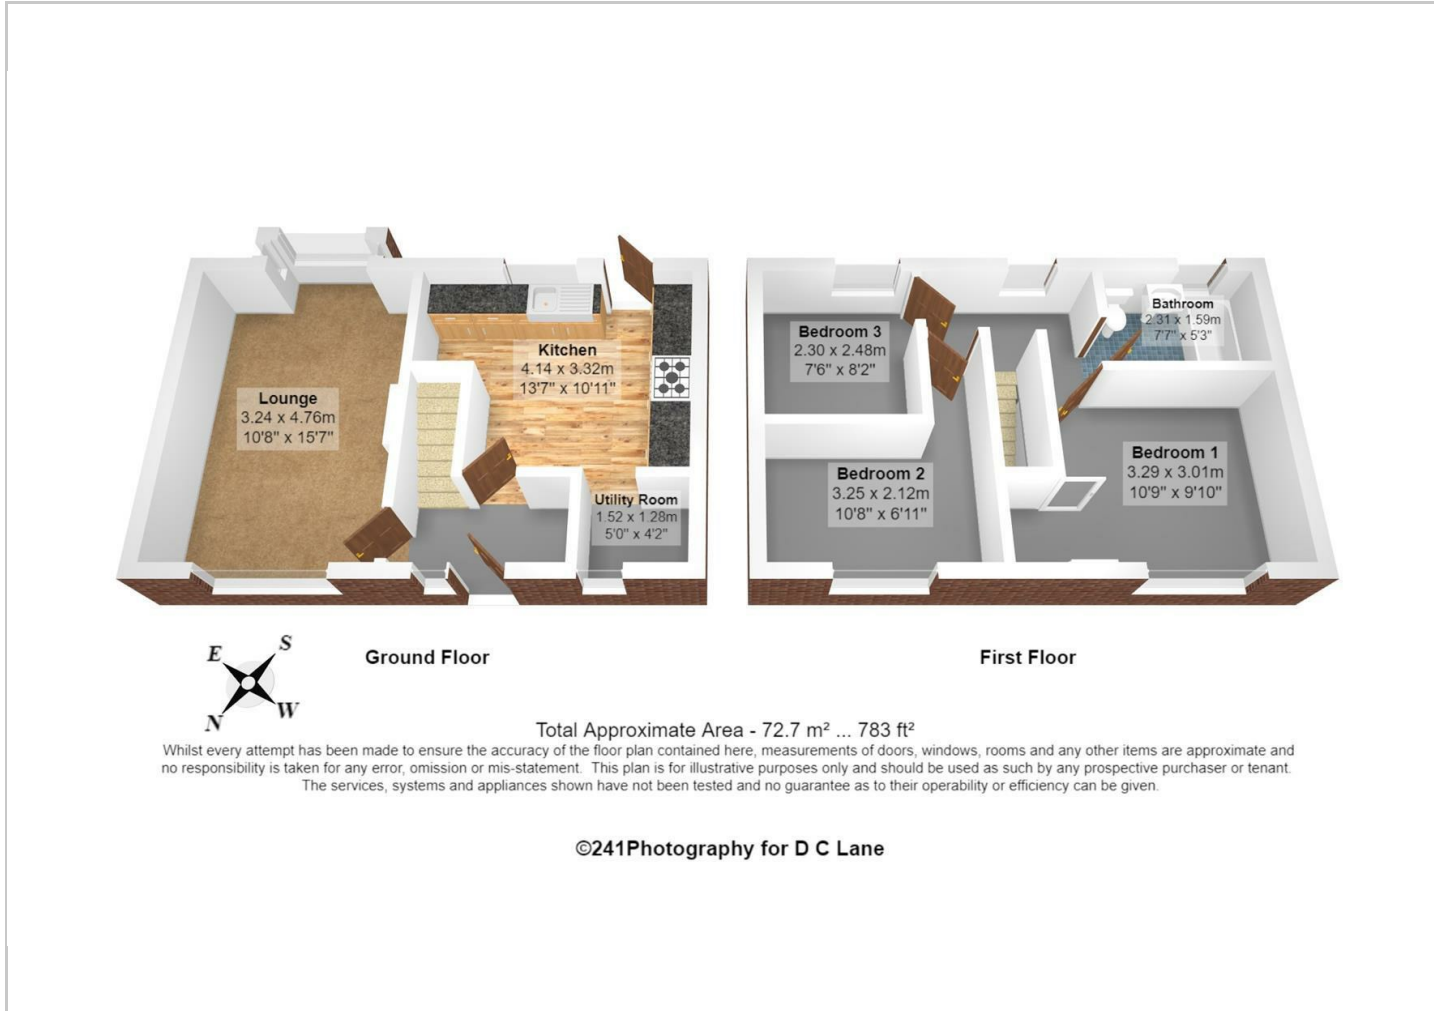 Lounge
3.24 x 4.76m
10'8" x 15'7"
Kitchen
4.14 x 3.32m
13'7" x 10'11"
Utility Room
1.52 x 1.28m
5'0" x 4'2"
Bedroom 3
2.30 x 2.48m
7'6" x 8'2"
Bedroom 2
3.25 x 2.12m
10'8" x 6'11"
Bathroom
2.31 x 1.59m
7'7" x 5'3"
Bedroom 1
3.29 x 3.01m
10'9" x 9'10"
E
S
N
W
Ground Floor
First Floor
Total Approximate Area - 72.7 m² ... 783 ft²
Whilst every attempt has been made to ensure the accuracy of the floor plan contained here, measurements of doors, windows, rooms and any other items are approximate and
no responsibility is taken for any error, omission or mis-statement. This plan is for illustrative purposes only and should be used as such by any prospective purchaser or tenant.
The services, systems and appliances shown have not been tested and no guarantee as to their operability or efficiency can be given.
©241Photography for D C Lane